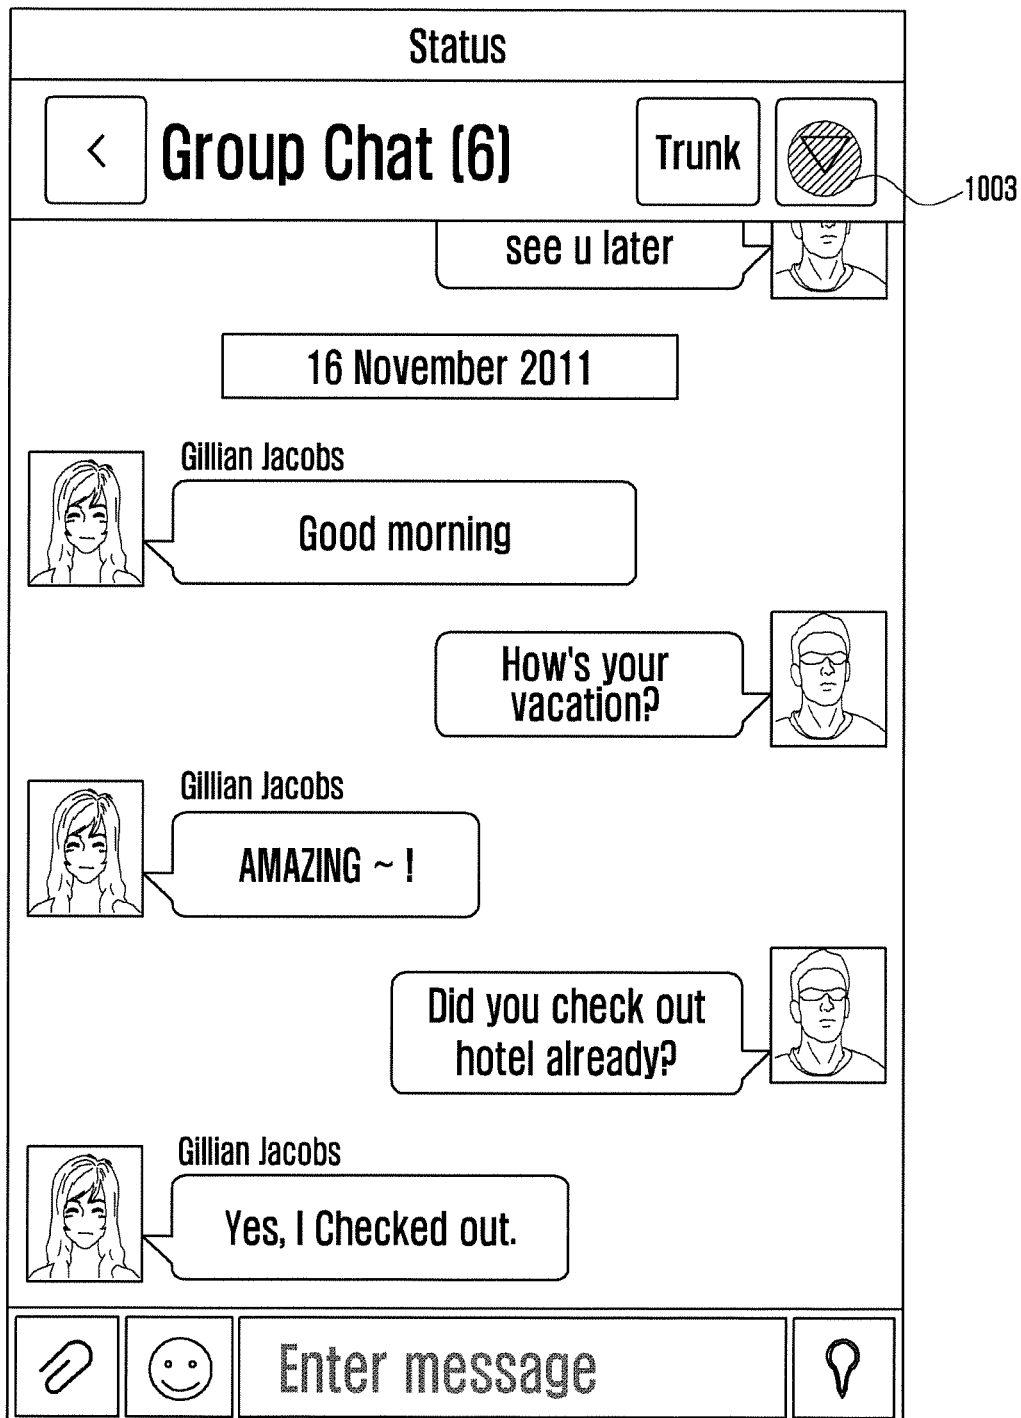 Status
<
Group Chat (6)
Trunk
1003
see u later
16 November 2011
Gillian Jacobs
Good morning
How's your
vacation?
Gillian Jacobs
AMAZING ~ !
Did you check out
hotel already?
Gillian Jacobs
Yes, I Checked out.
Enter message